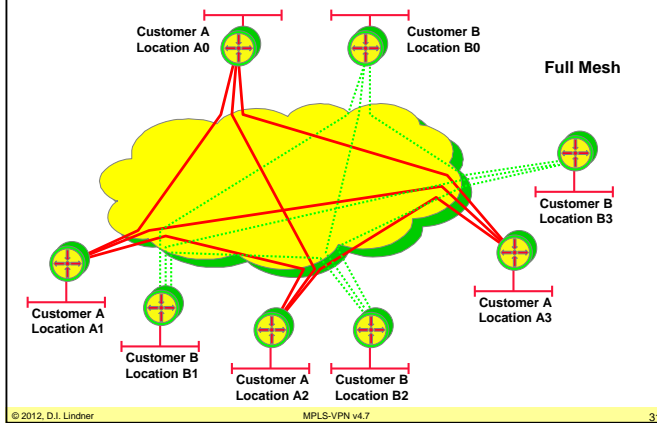 Customer A
Location A0
Customer B
Location B0
Full Mesh
Customer B
Location B3
Customer A
Location A3
Customer A
Location A1
Customer B
Location B1
Customer A
Location A2
Customer B
Location B2
© 2012, D.I. Lindner
MPLS-VPN v4.7